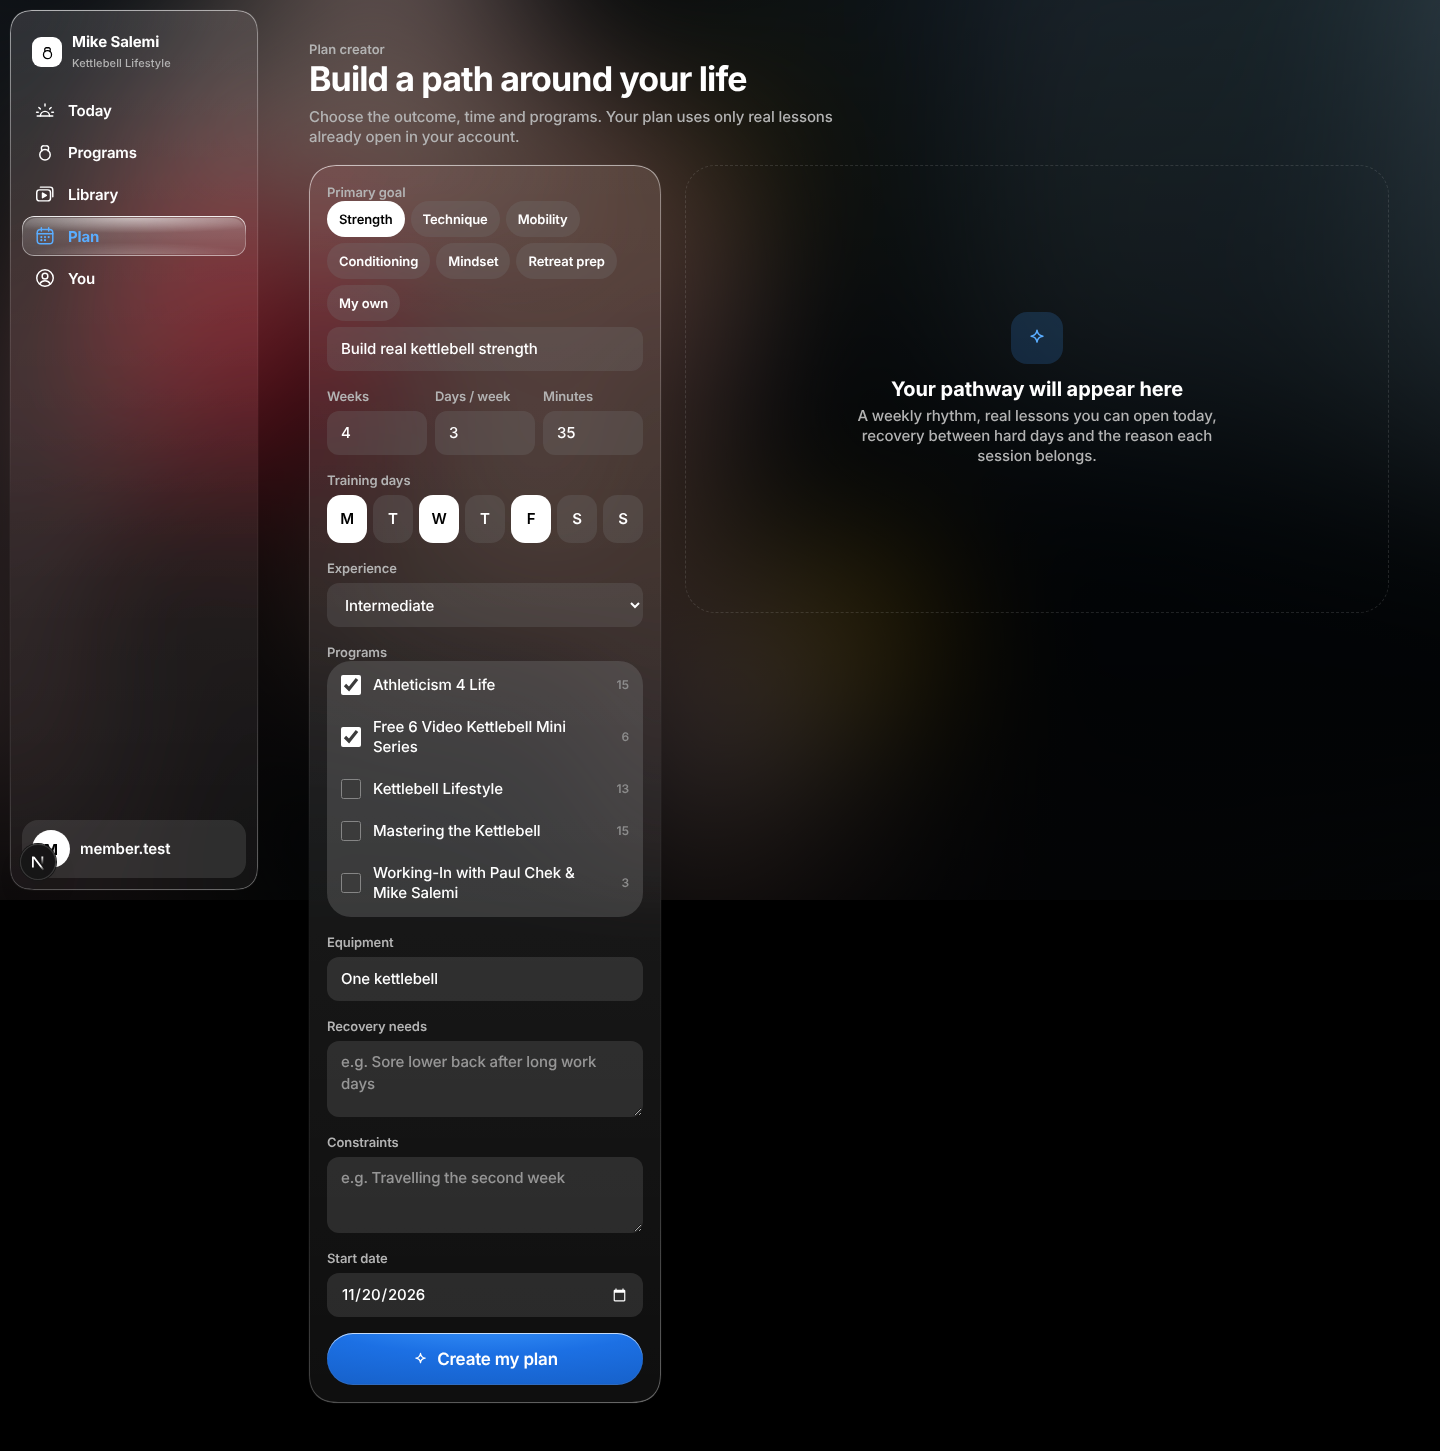 Mike Salemi
Kettlebell Lifestyle
Today
Programs
Library
Plan
You
member.test
N
Plan creator
Build a path around your life
Choose the outcome, time and programs. Your plan uses only real lessons
already open in your account.
Primary goal
Strength
Technique
Mobility
Conditioning
Mindset
Retreat prep
My own
Build real kettlebell strength
Weeks
Days / week
Minutes
4
3
35
Training days
M
T
W
T
F
S
S
Experience
Intermediate
Programs
Athleticism 4 Life
15
Free 6 Video Kettlebell Mini
Series
6
Kettlebell Lifestyle
13
Mastering the Kettlebell
15
Working-In with Paul Chek &
Mike Salemi
3
Equipment
One kettlebell
Recovery needs
e.g. Sore lower back after long work
days
Constraints
e.g. Travelling the second week
Start date
11/20/2026
Create my plan
Your pathway will appear here
A weekly rhythm, real lessons you can open today,
recovery between hard days and the reason each
session belongs.